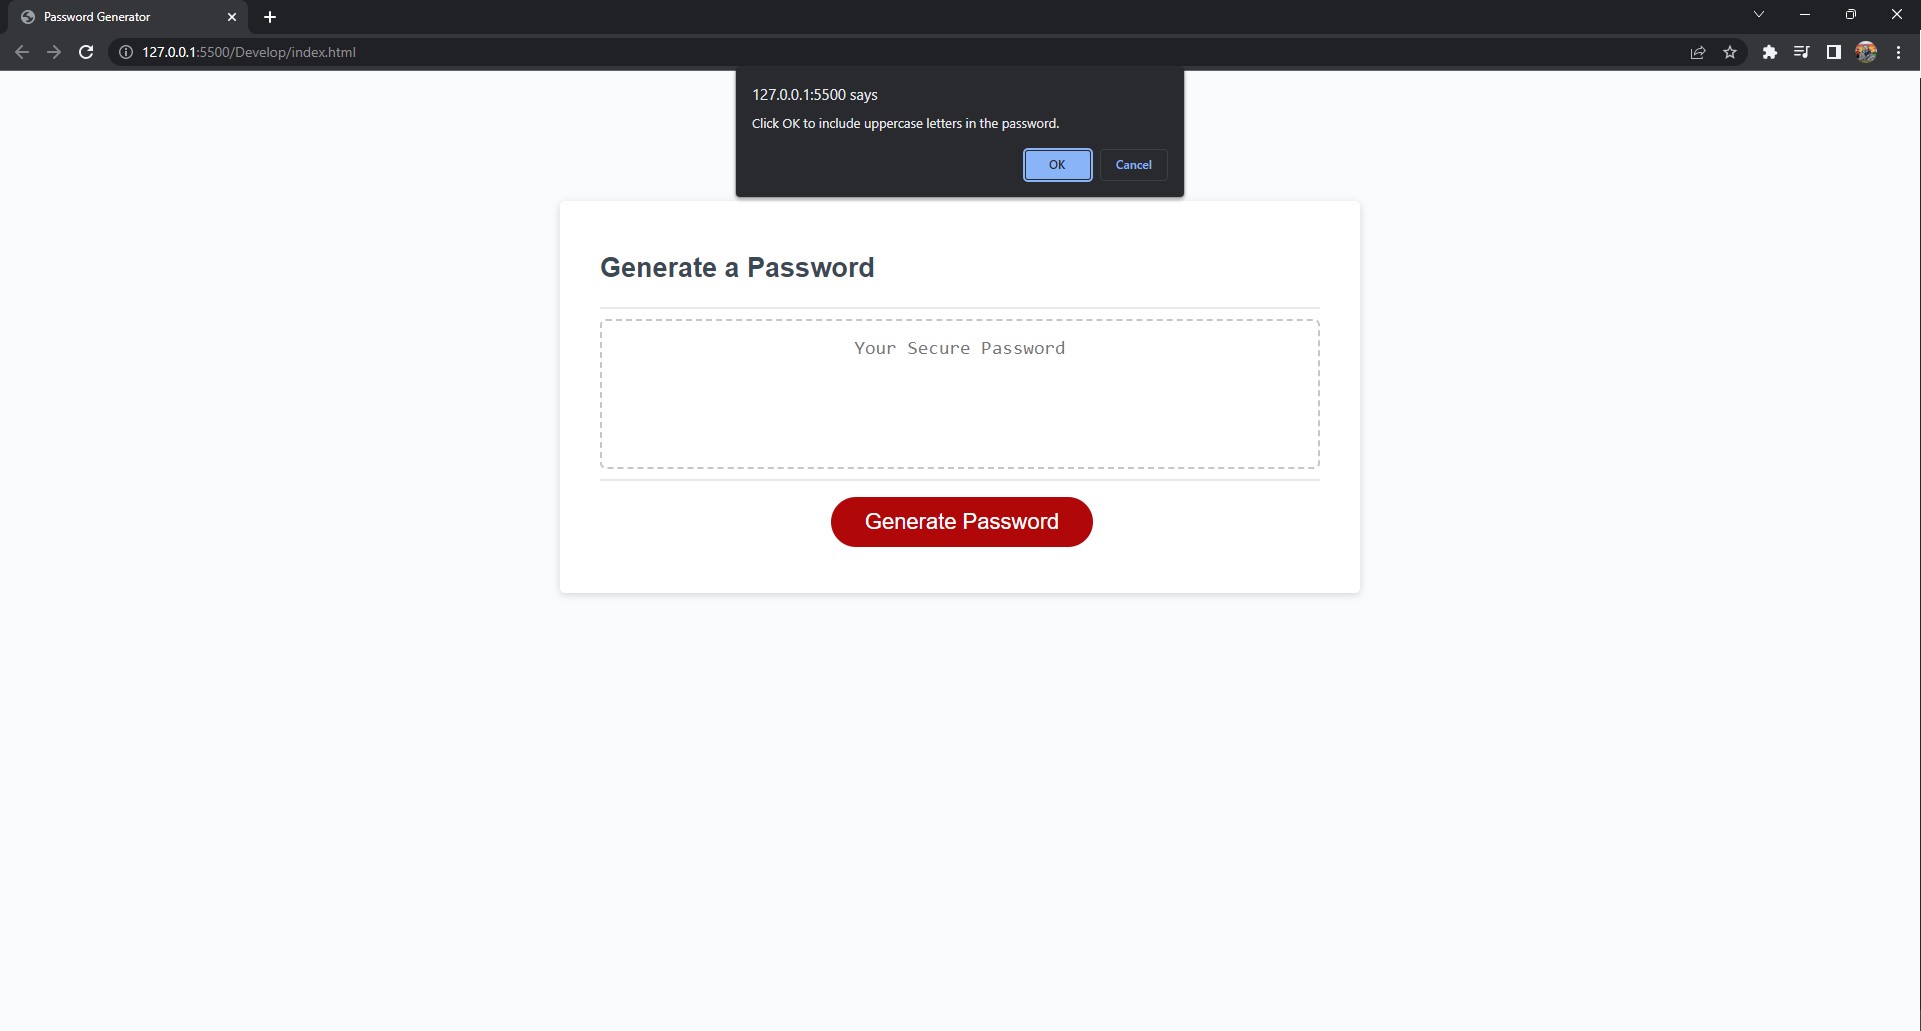 Password Generator
127.0.0.1:5500/Develop/index.html
127.0.0.1:5500 says
Click OK to include uppercase letters in the password.
OK Cancel
Generate a Password
Your Secure Password
Generate Password